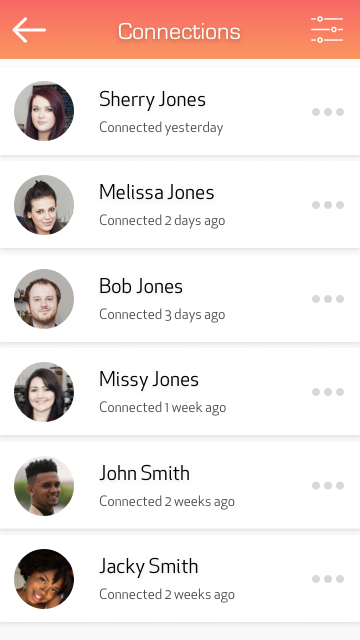 Connections
Sherry Jones
Connected yesterday
Melissa Jones
Connected 2 days ago
Bob Jones
Connected 3 days ago
Missy Jones
Connected 1 week ago
John Smith
Connected 2 weeks ago
Jacky Smith
Connected 2 weeks ago